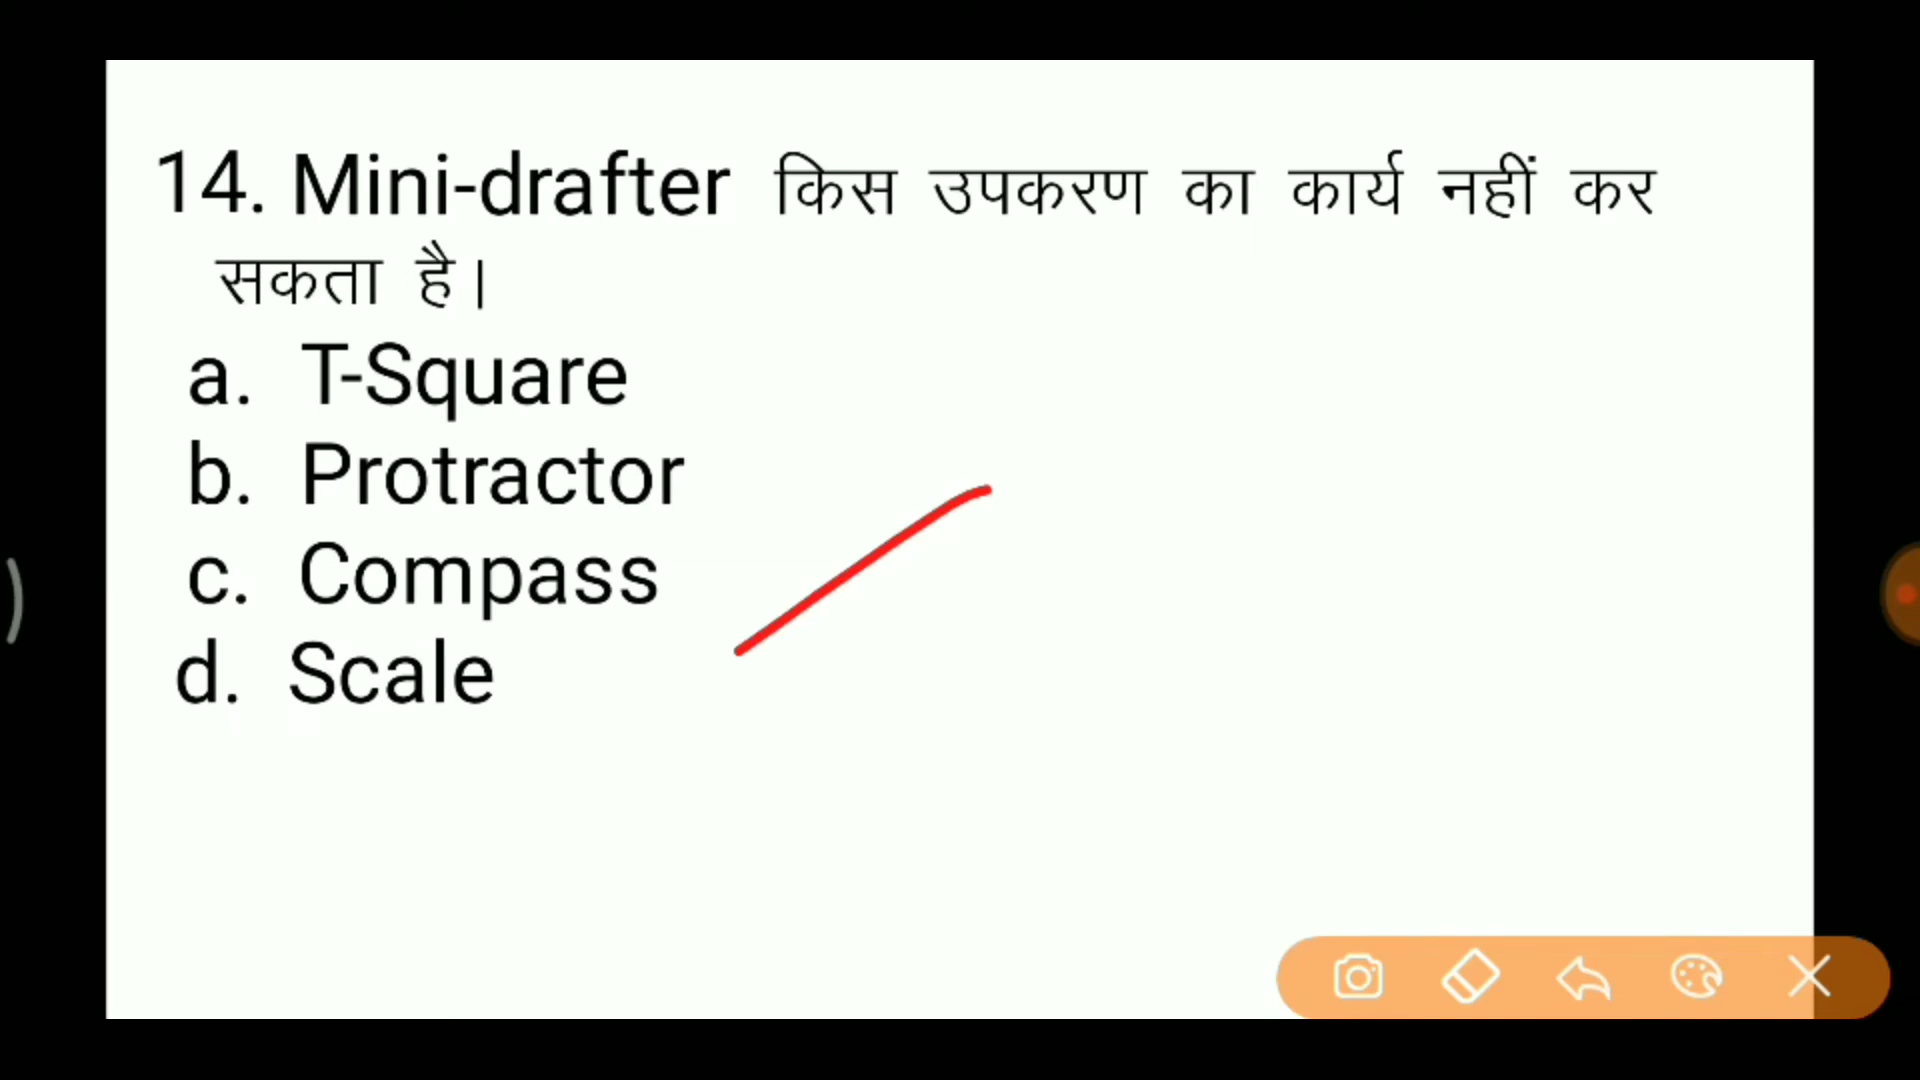 14. Mini-drafter किस उपकरण का कार्य नहीं कर
सकता है।
a. T-Square
b. Protractor
c. Compass
d. Scale